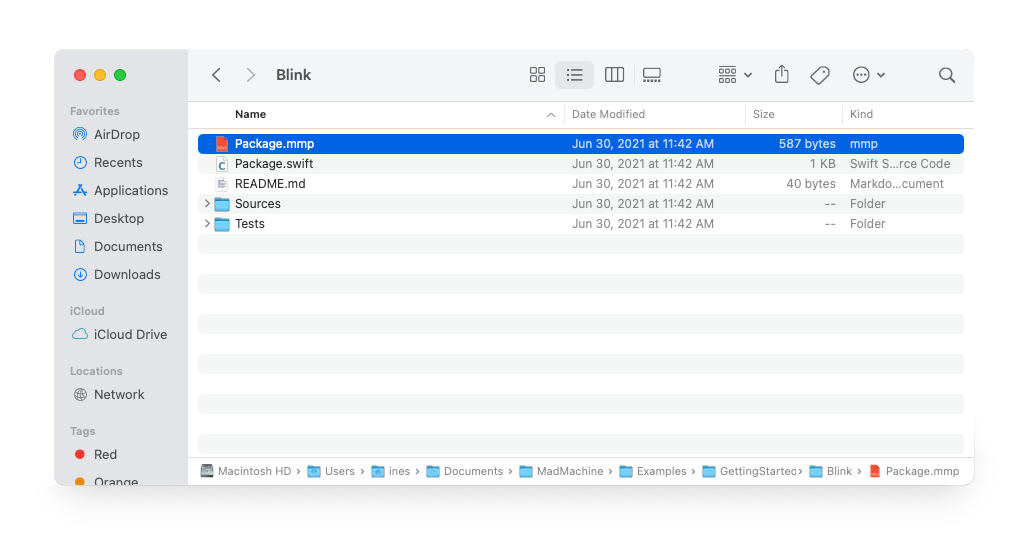 Blink
Favorites
AirDrop
Recents
Applications
Desktop
Documents
Downloads
iCloud
iCloud Drive
Locations
Network
Tags
Red
Orange
Name Date Modified Size Kind
Package.mmp Jun 30, 2021 at 11:42 AM 587 bytes mmp
Package.swift Jun 30, 2021 at 11:42 AM 1 KB Swift S...rce Code
README.md Jun 30, 2021 at 11:42 AM 40 bytes Markdo...cument
Sources Jun 30, 2021 at 11:42 AM -- Folder
Tests Jun 30, 2021 at 11:42 AM -- Folder
Macintosh HD › Users › ines › Documents › MadMachine › Examples › GettingStarted › Blink › Package.mmp